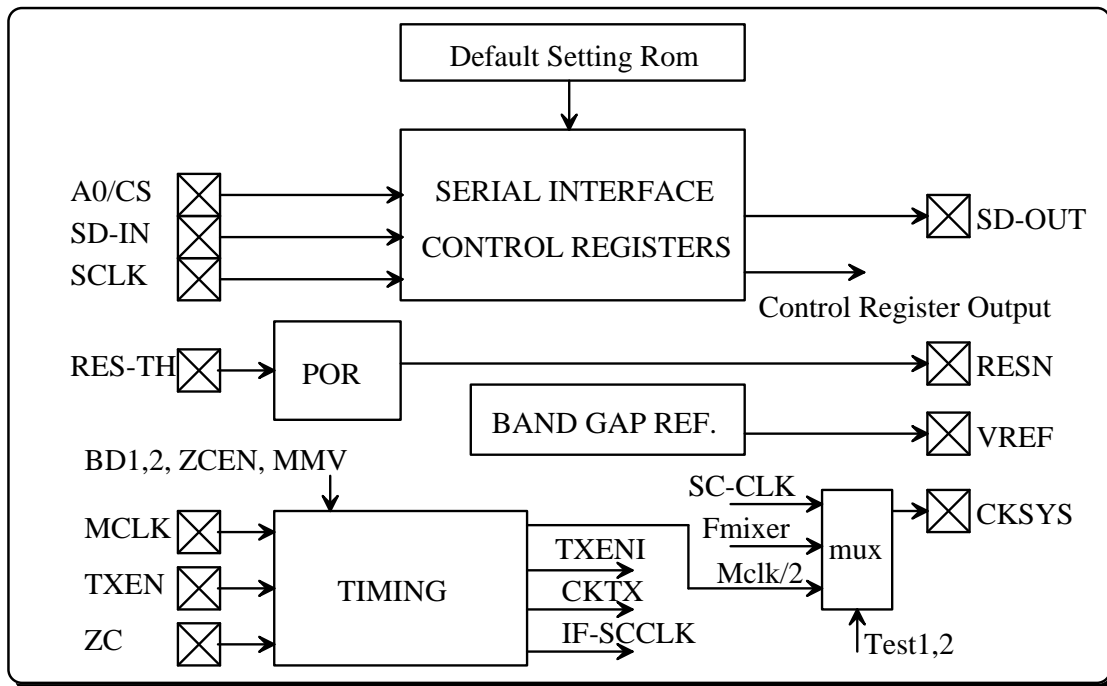 Default Setting Rom
A0/CS
SD-IN
SCLK
SERIAL INTERFACE
CONTROL REGISTERS
SD-OUT
Control Register Output
RES-TH
POR
RESN
BAND GAP REF.
VREF
BD1,2, ZCEN, MMV
MCLK
TXEN
ZC
TIMING
TXENI
CKTX
IF-SCCLK
SC-CLK
Fmixer
Mclk/2
mux
CKSYS
Test1,2